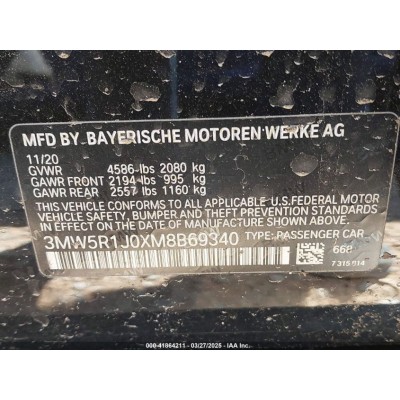 MFD BY BAYERISCHE MOTOREN WERKE AG
11/20
GVWR 4586-lbs 2080 kg
GAWR FRONT 2194-lbs 995 kg
GAWR REAR 2557-lbs 1160 kg
THIS VEHICLE CONFORMS TO ALL APPLICABLE U.S.FEDERAL MOTOR
VEHICLE SAFETY, BUMPER AND THEFT PREVENTION STANDARDS
IN EFFECT ON THE DATE OF MANUFACTURE SHOWN ABOVE.
3MW5R1J0XM8B69340 TYPE: PASSENGER CAR
668
7315814
000-41864211 - 03/27/2025 - IAA Inc.